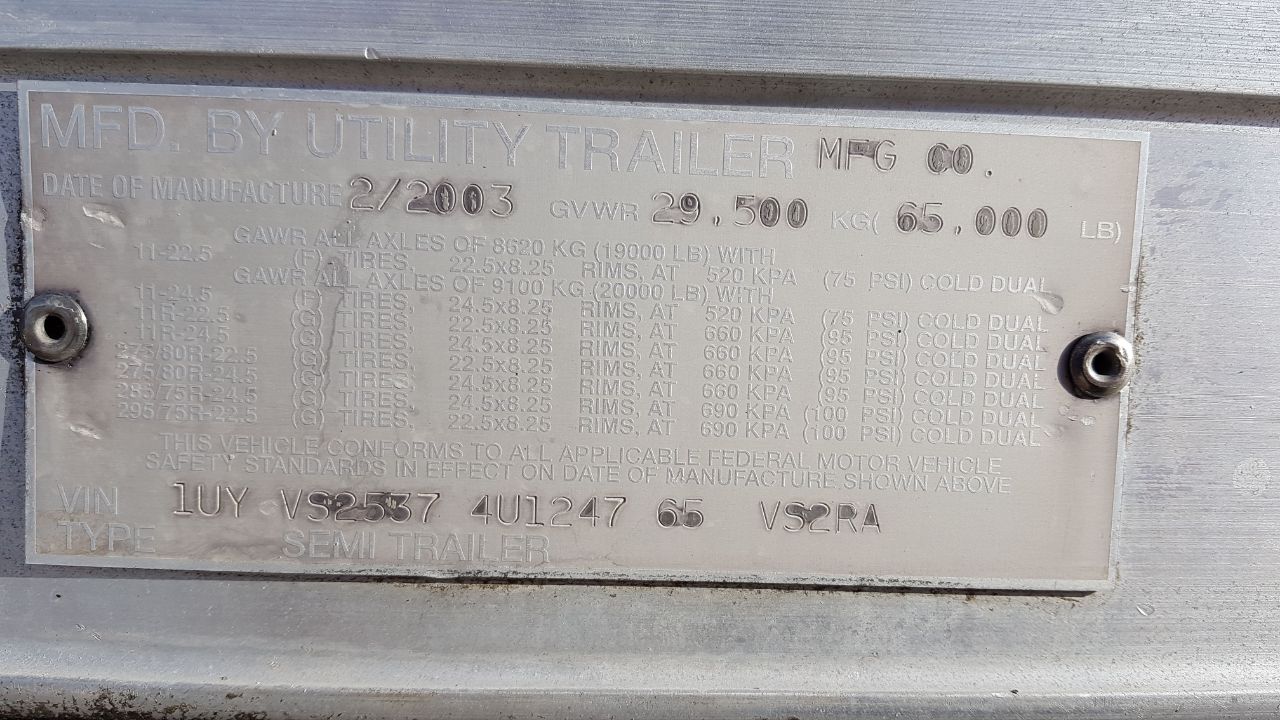 MFD. BY UTILITY TRAILER MFG CO.
DATE OF MANUFACTURE 2/2003 GVWR 29,500 KG( 65,000 LB)
GAWR ALL AXLES OF 8620 KG (19000 LB) WITH
11-22.5 (F) TIRES, 22.5x8.25 RIMS, AT 520 KPA (75 PSI) COLD DUAL
GAWR ALL AXLES OF 9100 KG (20000 LB) WITH
11-24.5 (F) TIRES, 24.5x8.25 RIMS, AT 520 KPA (75 PSI) COLD DUAL
11R-22.5 (G) TIRES, 22.5x8.25 RIMS, AT 660 KPA (95 PSI) COLD DUAL
11R-24.5 (G) TIRES, 24.5x8.25 RIMS, AT 660 KPA (95 PSI) COLD DUAL
275/80R-22.5 (G) TIRES, 22.5x8.25 RIMS, AT 660 KPA (95 PSI) COLD DUAL
275/80R-24.5 (G) TIRES, 24.5x8.25 RIMS, AT 660 KPA (95 PSI) COLD DUAL
285/75R-24.5 (G) TIRES, 24.5x8.25 RIMS, AT 690 KPA (100 PSI) COLD DUAL
295/75R-22.5 (G) TIRES, 22.5x8.25 RIMS, AT 690 KPA (100 PSI) COLD DUAL
THIS VEHICLE CONFORMS TO ALL APPLICABLE FEDERAL MOTOR VEHICLE
SAFETY STANDARDS IN EFFECT ON DATE OF MANUFACTURE SHOWN ABOVE
VIN 1UY VS2537 4U1247 65 VS2RA
TYPE SEMI TRAILER